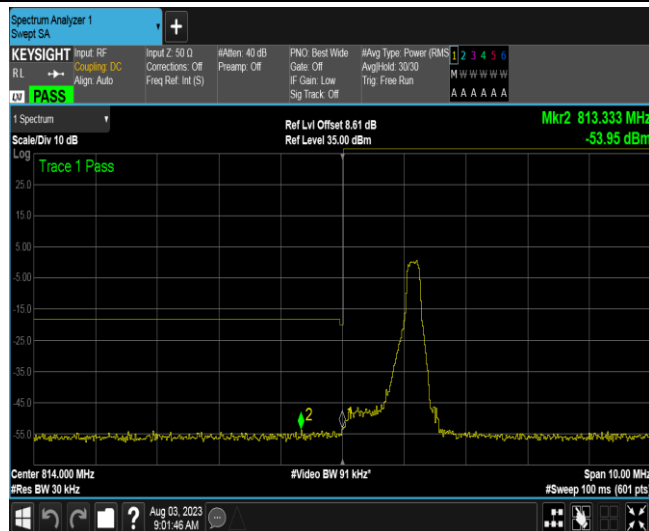 Spectrum Analyzer 1
Swept SA
+
KEYSIGHT
RL
PASS
Input: RF
Coupling: DC
Align: Auto
Input Z: 50 Ω
Corrections: Off
Freq Ref: Int (S)
#Atten: 40 dB
Preamp: Off
PNO: Best Wide
Gate: Off
IF Gain: Low
Sig Track: Off
#Avg Type: Power (RMS
Avg|Hold: 30/30
Trig: Free Run
1 2 3 4 5 6
M W W W W W
A A A A A A
1 Spectrum
Scale/Div 10 dB
Ref Lvl Offset 8.61 dB
Ref Level 35.00 dBm
Mkr2 813.333 MHz
-53.95 dBm
Log
Trace 1 Pass
25.0
15.0
5.00
-5.00
-15.0
-25.0
-35.0
-45.0
-55.0
2
Center 814.000 MHz
#Res BW 30 kHz
#Video BW 91 kHz*
Span 10.00 MHz
#Sweep 100 ms (601 pts)
?
Aug 03, 2023
9:01:46 AM